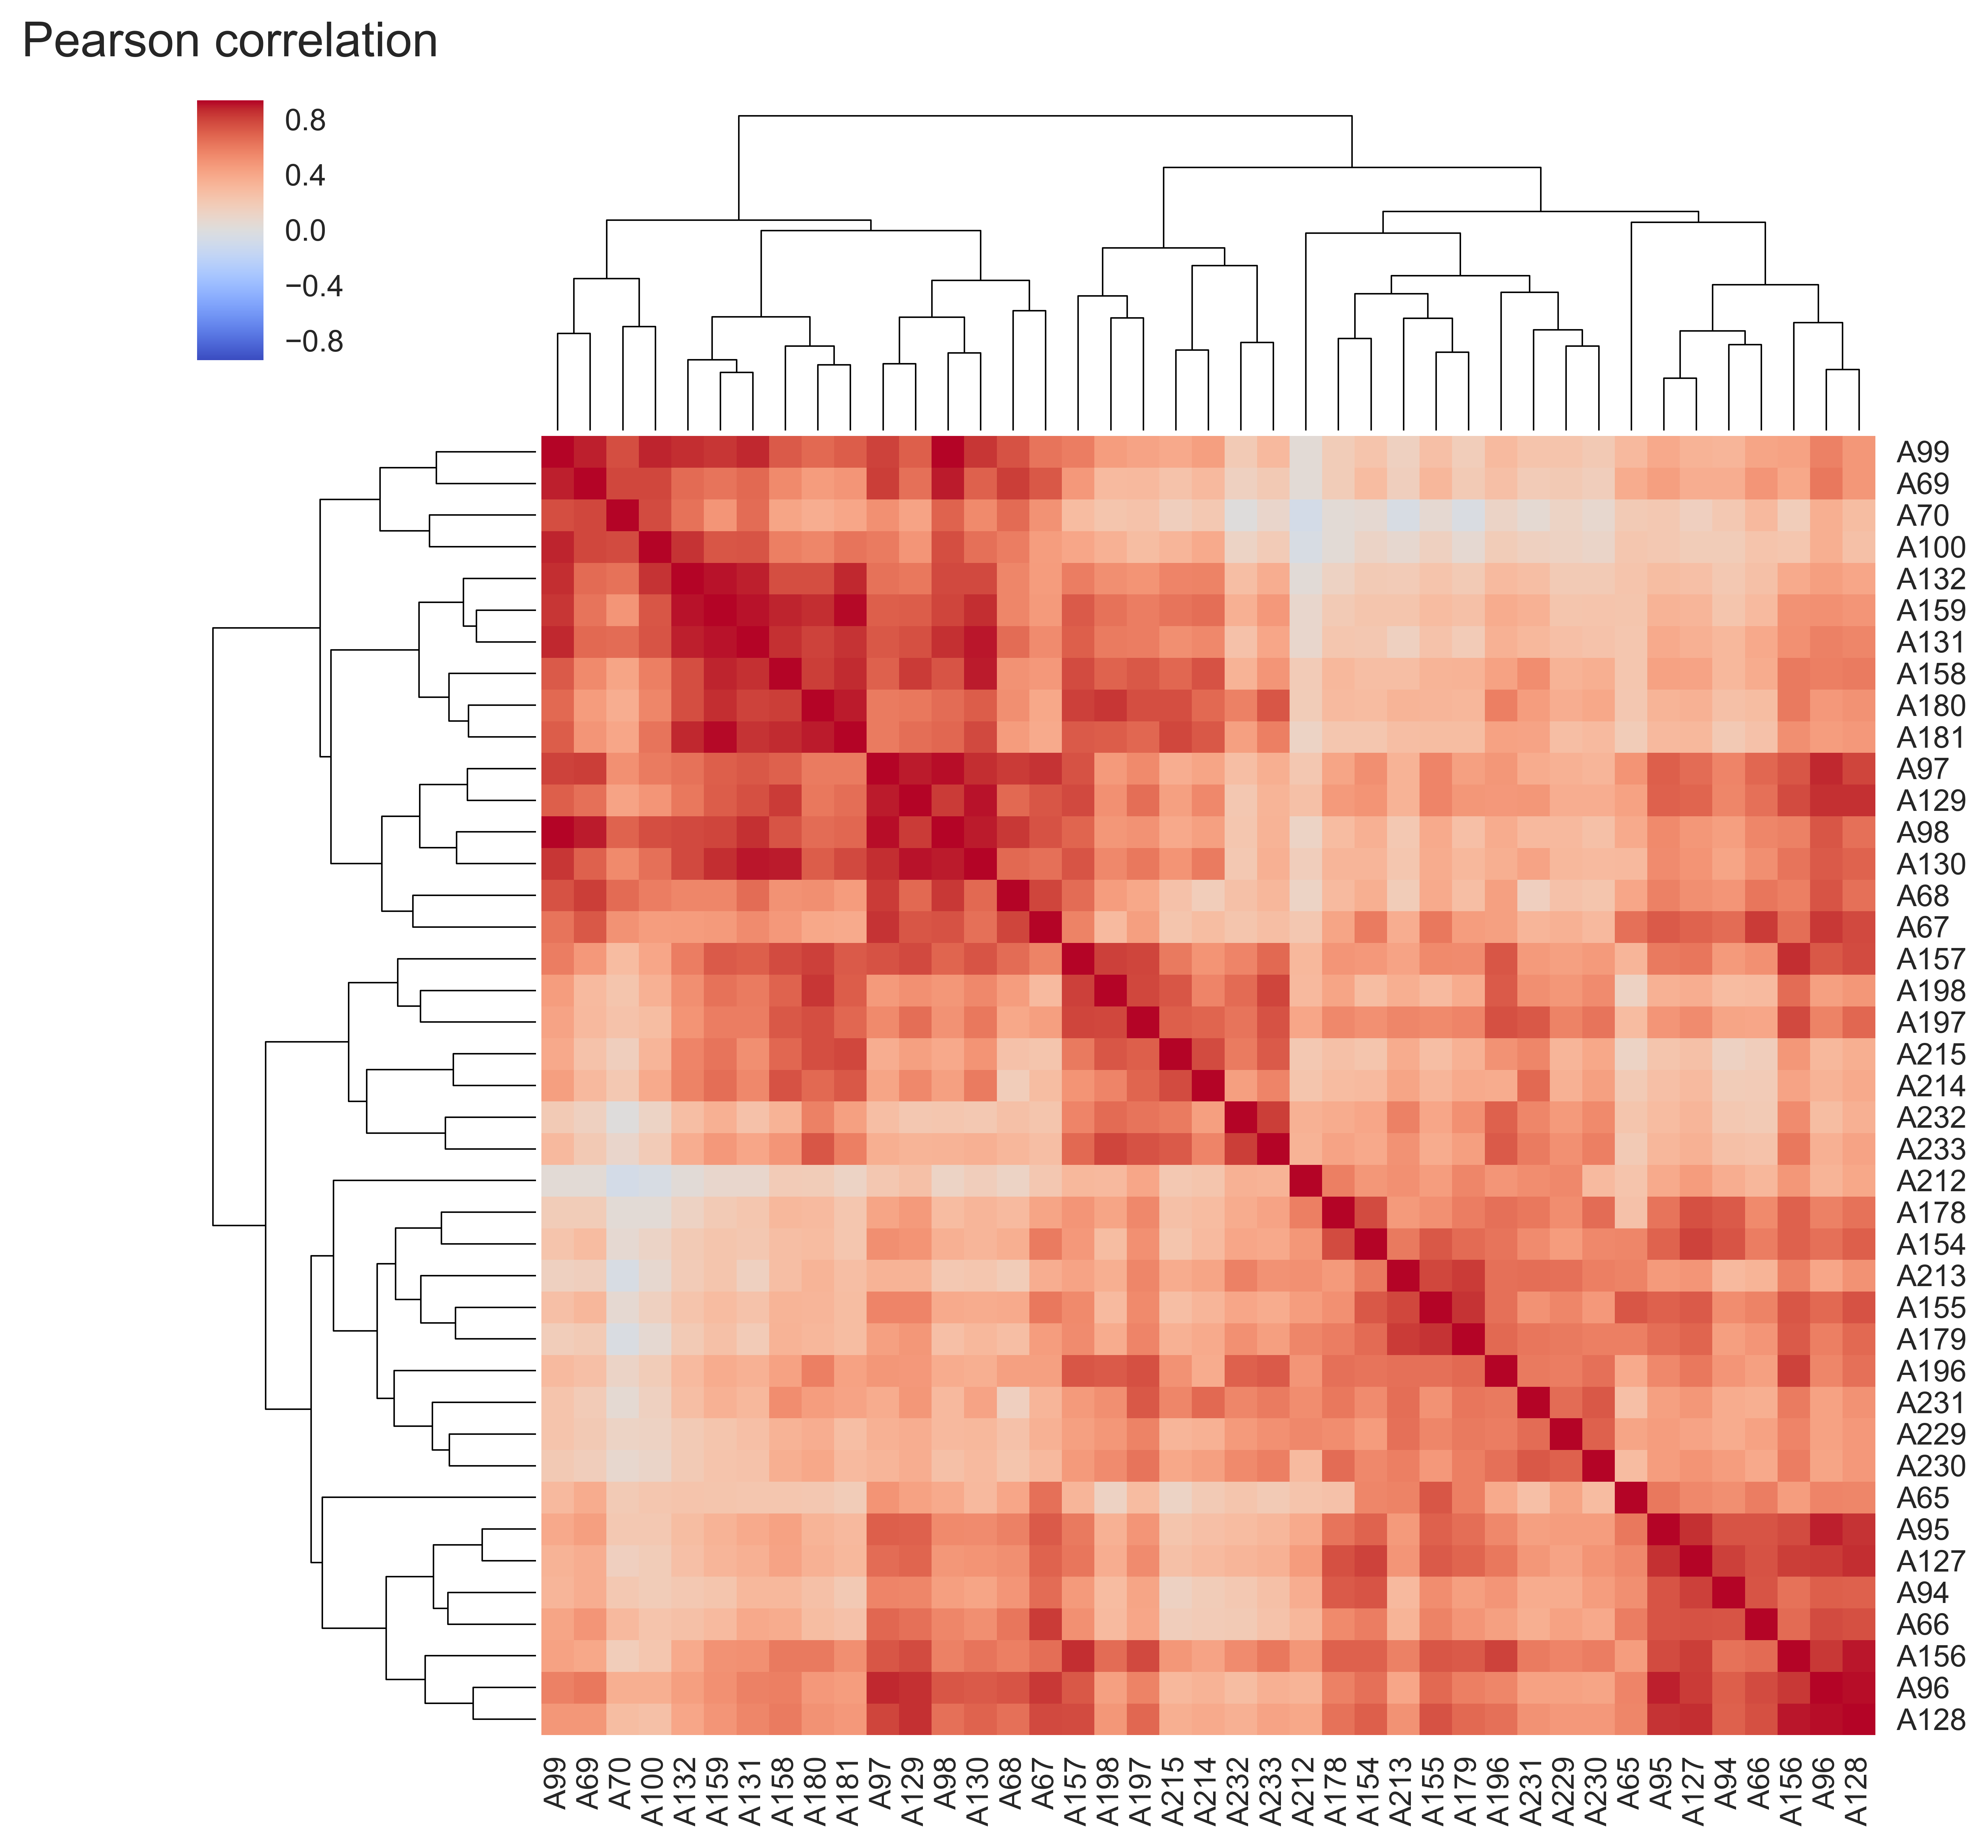 Pearson correlation
0.8
0.4
0.0
−0.4
−0.8
A99
A69
A70
A100
A132
A159
A131
A158
A180
A181
A97
A129
A98
A130
A68
A67
A157
A198
A197
A215
A214
A232
A233
A212
A178
A154
A213
A155
A179
A196
A231
A229
A230
A65
A95
A127
A94
A66
A156
A96
A128
A99 A69 A70 A100 A132 A159 A131 A158 A180 A181 A97 A129 A98 A130 A68 A67 A157 A198 A197 A215 A214 A232 A233 A212 A178 A154 A213 A155 A179 A196 A231 A229 A230 A65 A95 A127 A94 A66 A156 A96 A128